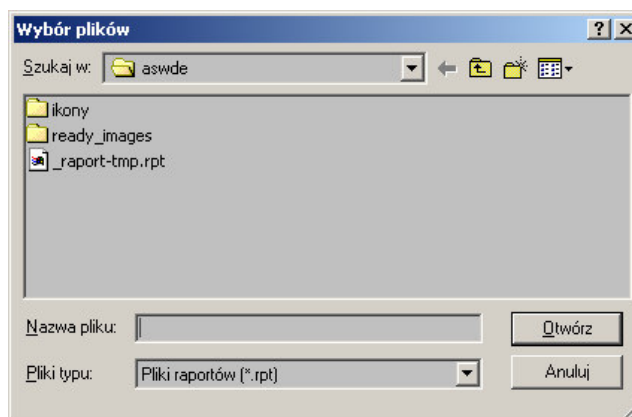 Wybór plików
Szukaj w: aswde
ikony
ready_images
_raport-tmp.rpt
Nazwa pliku: Otwórz
Pliki typu: Pliki raportów (*.rpt) Anuluj